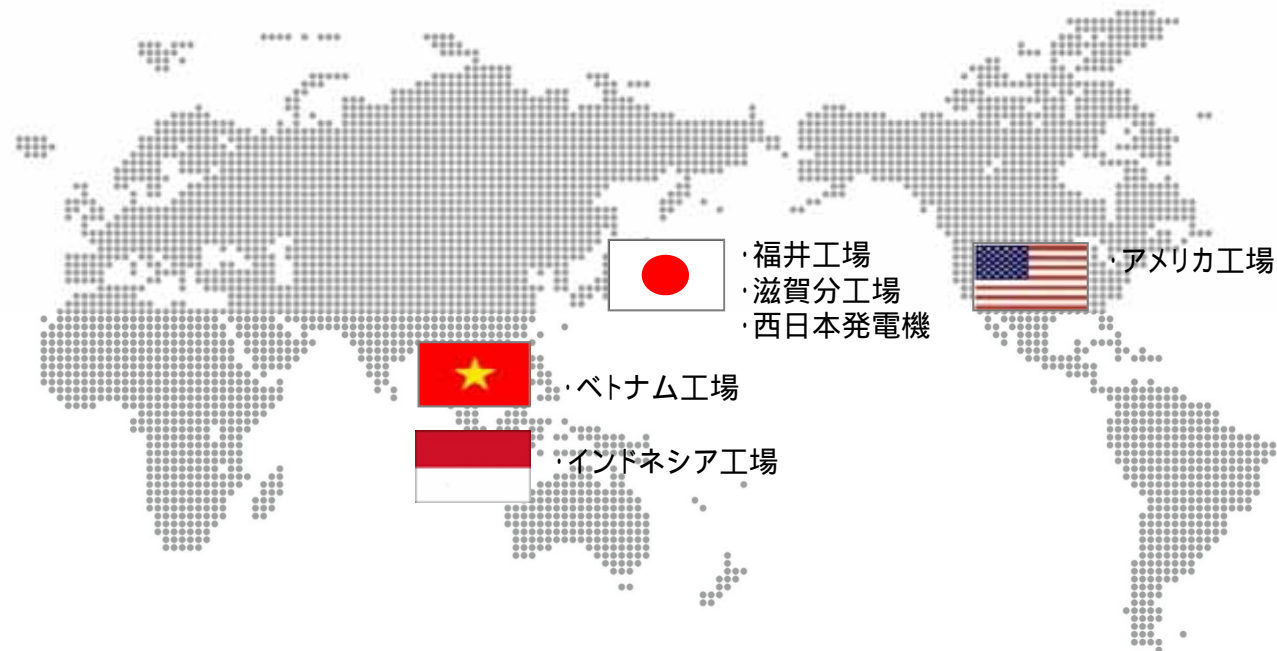 ・福井工場
・滋賀分工場
・西日本発電機
・アメリカ工場
・ベトナム工場
・インドネシア工場